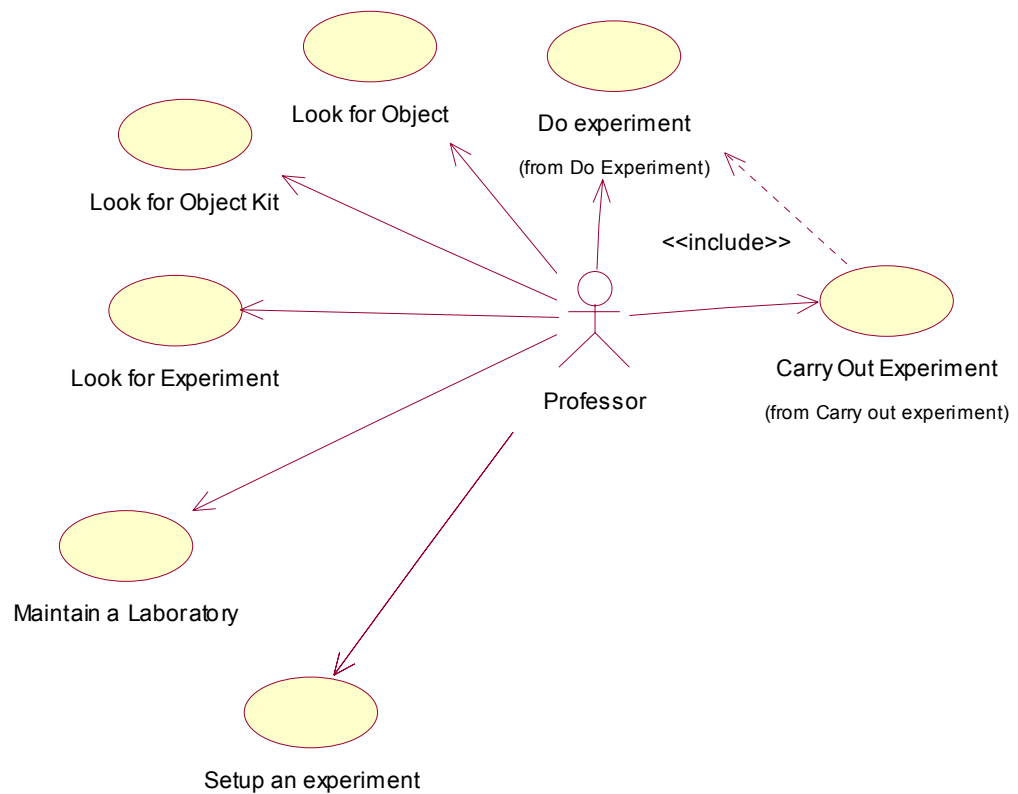 Look for Object
Do experiment
(from Do Experiment)
Look for Object Kit
<<include>>
Look for Experiment
Carry Out Experiment
(from Carry out experiment)
Professor
Maintain a Laboratory
Setup an experiment